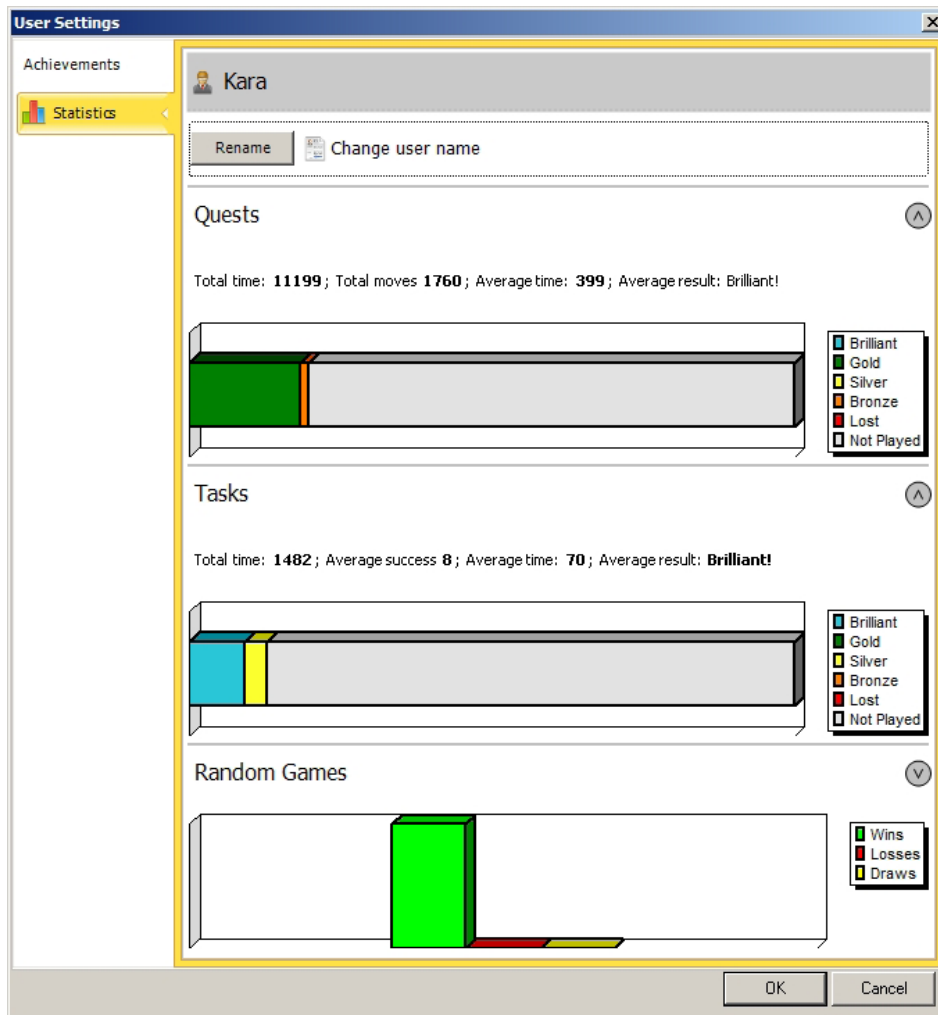 User Settings
Achievements
Statistics
Kara
Rename Change user name
Quests
Total time: 11199; Total moves 1760; Average time: 399; Average result: Brilliant!
Brilliant
Gold
Silver
Bronze
Lost
Not Played
Tasks
Total time: 1482; Average success 8; Average time: 70; Average result: Brilliant!
Brilliant
Gold
Silver
Bronze
Lost
Not Played
Random Games
Wins
Losses
Draws
OK Cancel